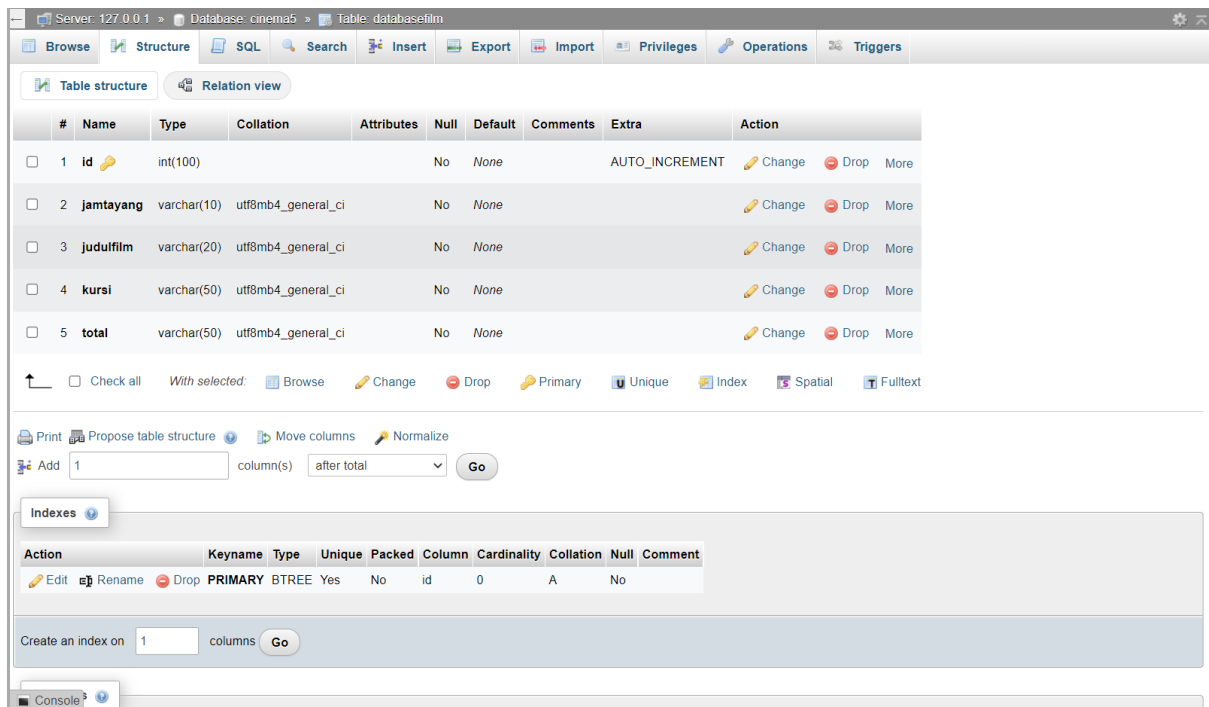 Server: 127.0.0.1 » Database: cinema5 » Table: databasefilm
Browse Structure SQL Search Insert Export Import Privileges Operations Triggers
Table structure Relation view
# Name Type Collation Attributes Null Default Comments Extra Action
1 id int(100) No None AUTO_INCREMENT Change Drop More
2 jamtayang varchar(10) utf8mb4_general_ci No None Change Drop More
3 judulfilm varchar(20) utf8mb4_general_ci No None Change Drop More
4 kursi varchar(50) utf8mb4_general_ci No None Change Drop More
5 total varchar(50) utf8mb4_general_ci No None Change Drop More
Check all With selected: Browse Change Drop Primary U Unique Index S Spatial T Fulltext
Print Propose table structure Move columns Normalize
Add 1 column(s) after total Go
Indexes
Action Keyname Type Unique Packed Column Cardinality Collation Null Comment
Edit Rename Drop PRIMARY BTREE Yes No id 0 A No
Create an index on 1 columns Go
Console